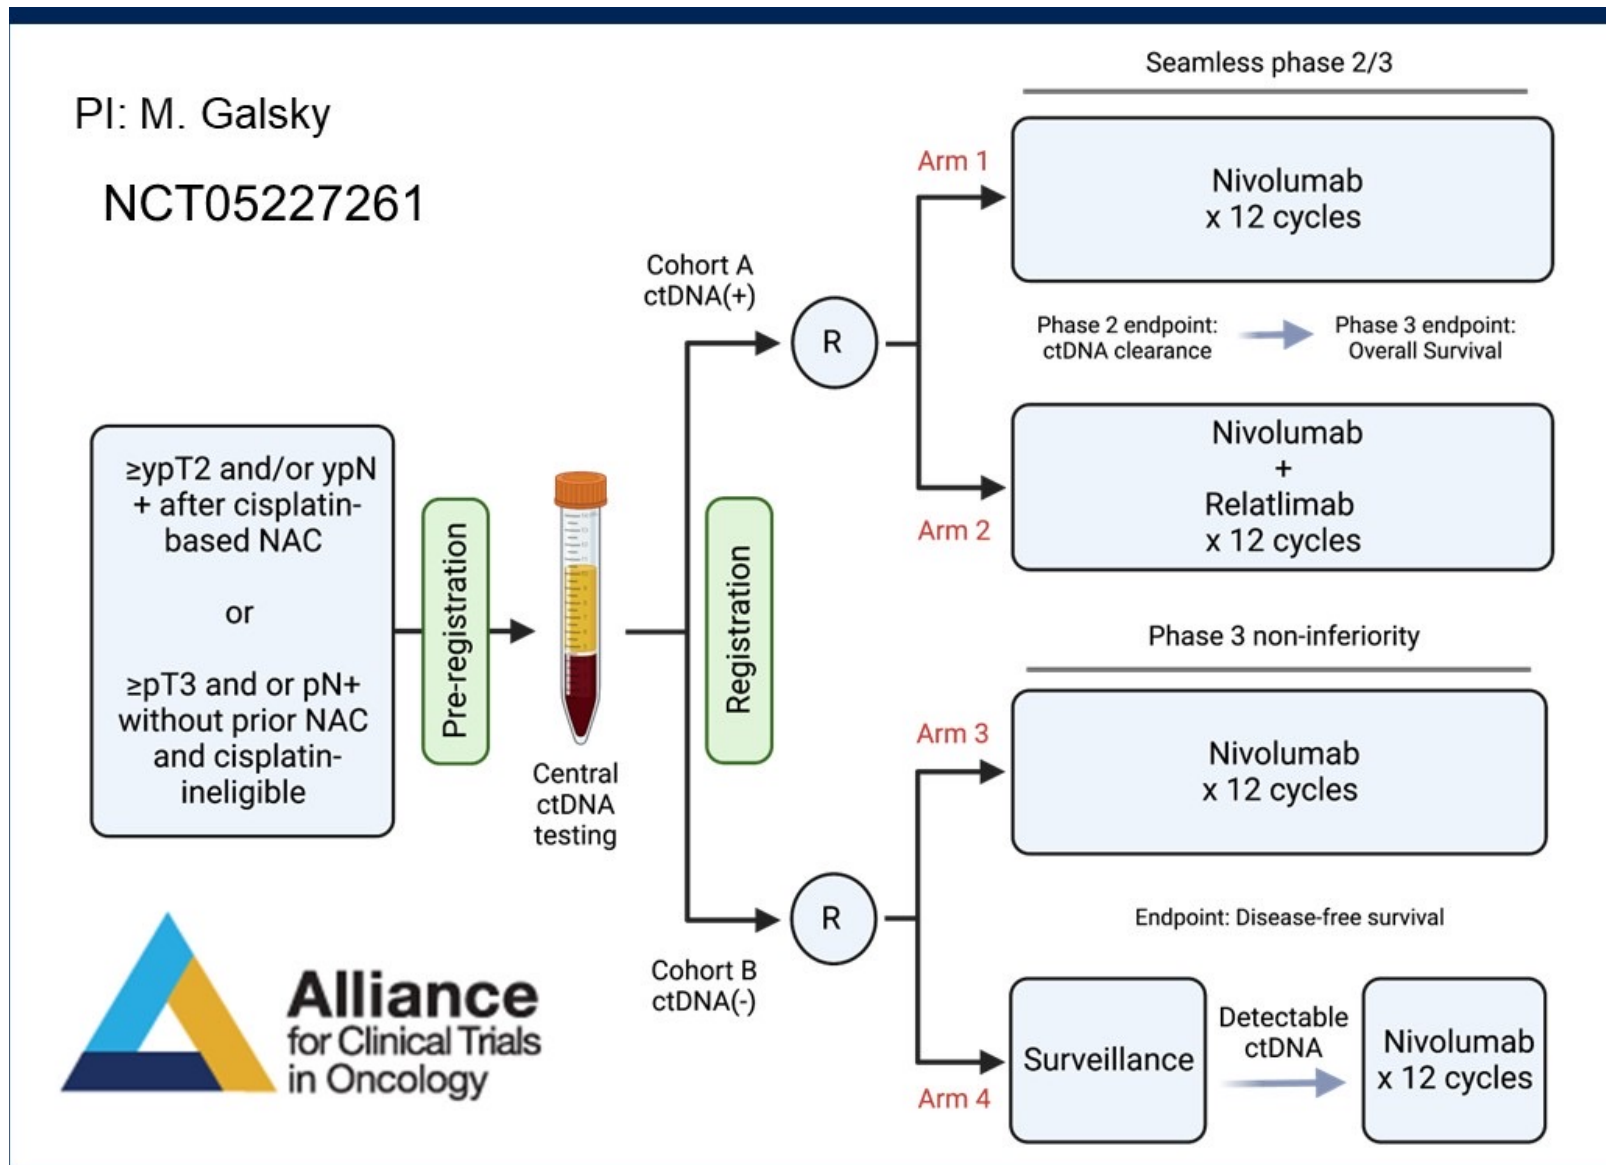 PI: M. Galsky
NCT05227261
≥ypT2 and/or ypN
+ after cisplatin-
based NAC
or
≥pT3 and or pN+
without prior NAC
and cisplatin-
ineligible
Pre-registration
Central
ctDNA
testing
Registration
Cohort A
ctDNA(+)
R
Seamless phase 2/3
Arm 1
Nivolumab
x 12 cycles
Phase 2 endpoint:
ctDNA clearance
Phase 3 endpoint:
Overall Survival
Arm 2
Nivolumab
+
Relatlimab
x 12 cycles
Cohort B
ctDNA(-)
R
Phase 3 non-inferiority
Arm 3
Nivolumab
x 12 cycles
Endpoint: Disease-free survival
Arm 4
Surveillance
Detectable
ctDNA
Nivolumab
x 12 cycles
Alliance
for Clinical Trials
in Oncology